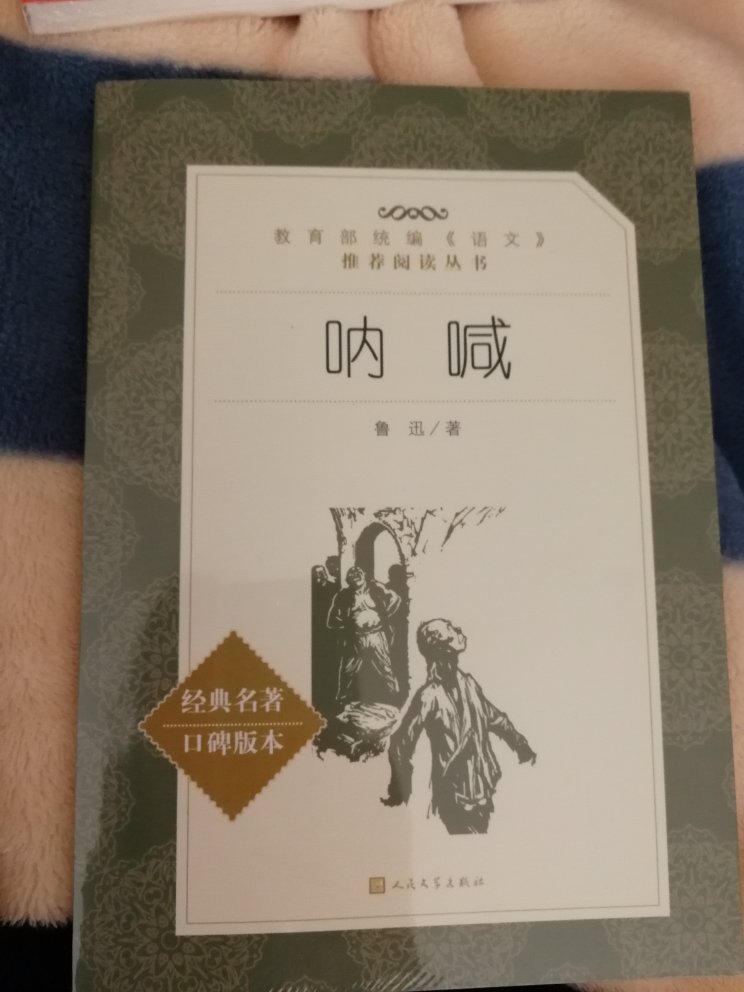 教育部统编《语文》
推荐阅读丛书
呐喊
鲁迅/著
经典名著
口碑版本
人民文学出版社